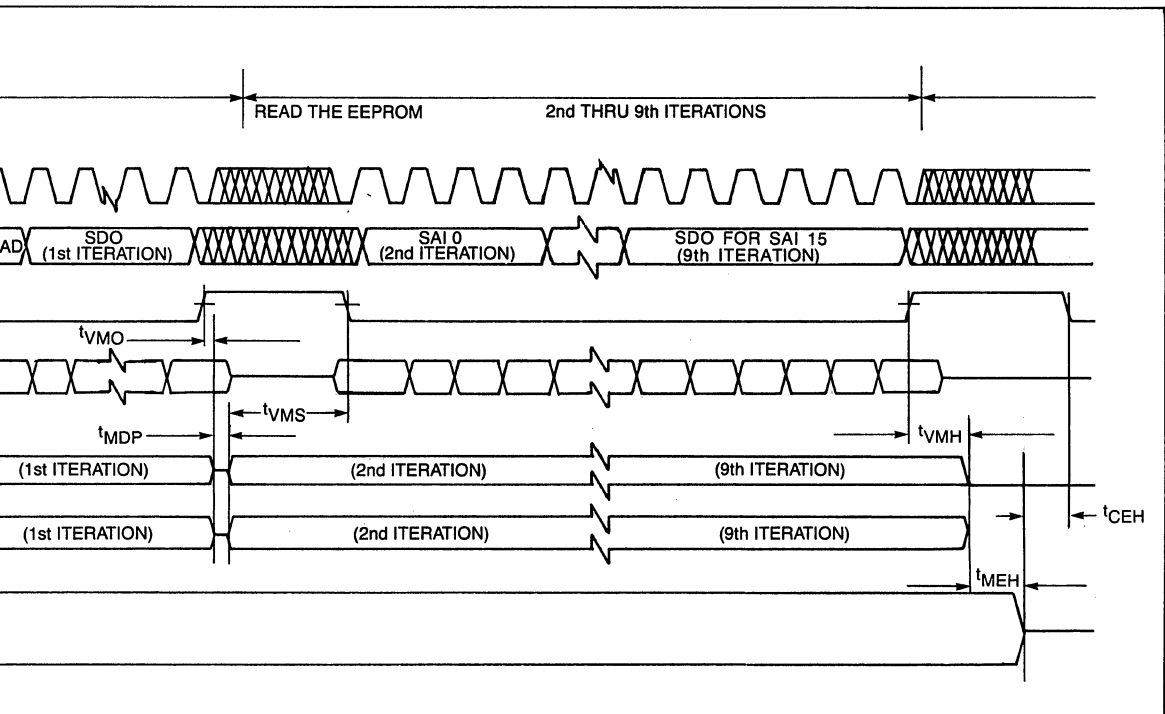 READ THE EEPROM 2nd THRU 9th ITERATIONS
AD SDO (1st ITERATION) SAI 0 (2nd ITERATION) SDO FOR SAI 15 (9th ITERATION)
tVMO
tVMS
tMDP tVMH
(1st ITERATION) (2nd ITERATION) (9th ITERATION)
tCEH
(1st ITERATION) (2nd ITERATION) (9th ITERATION)
tMEH